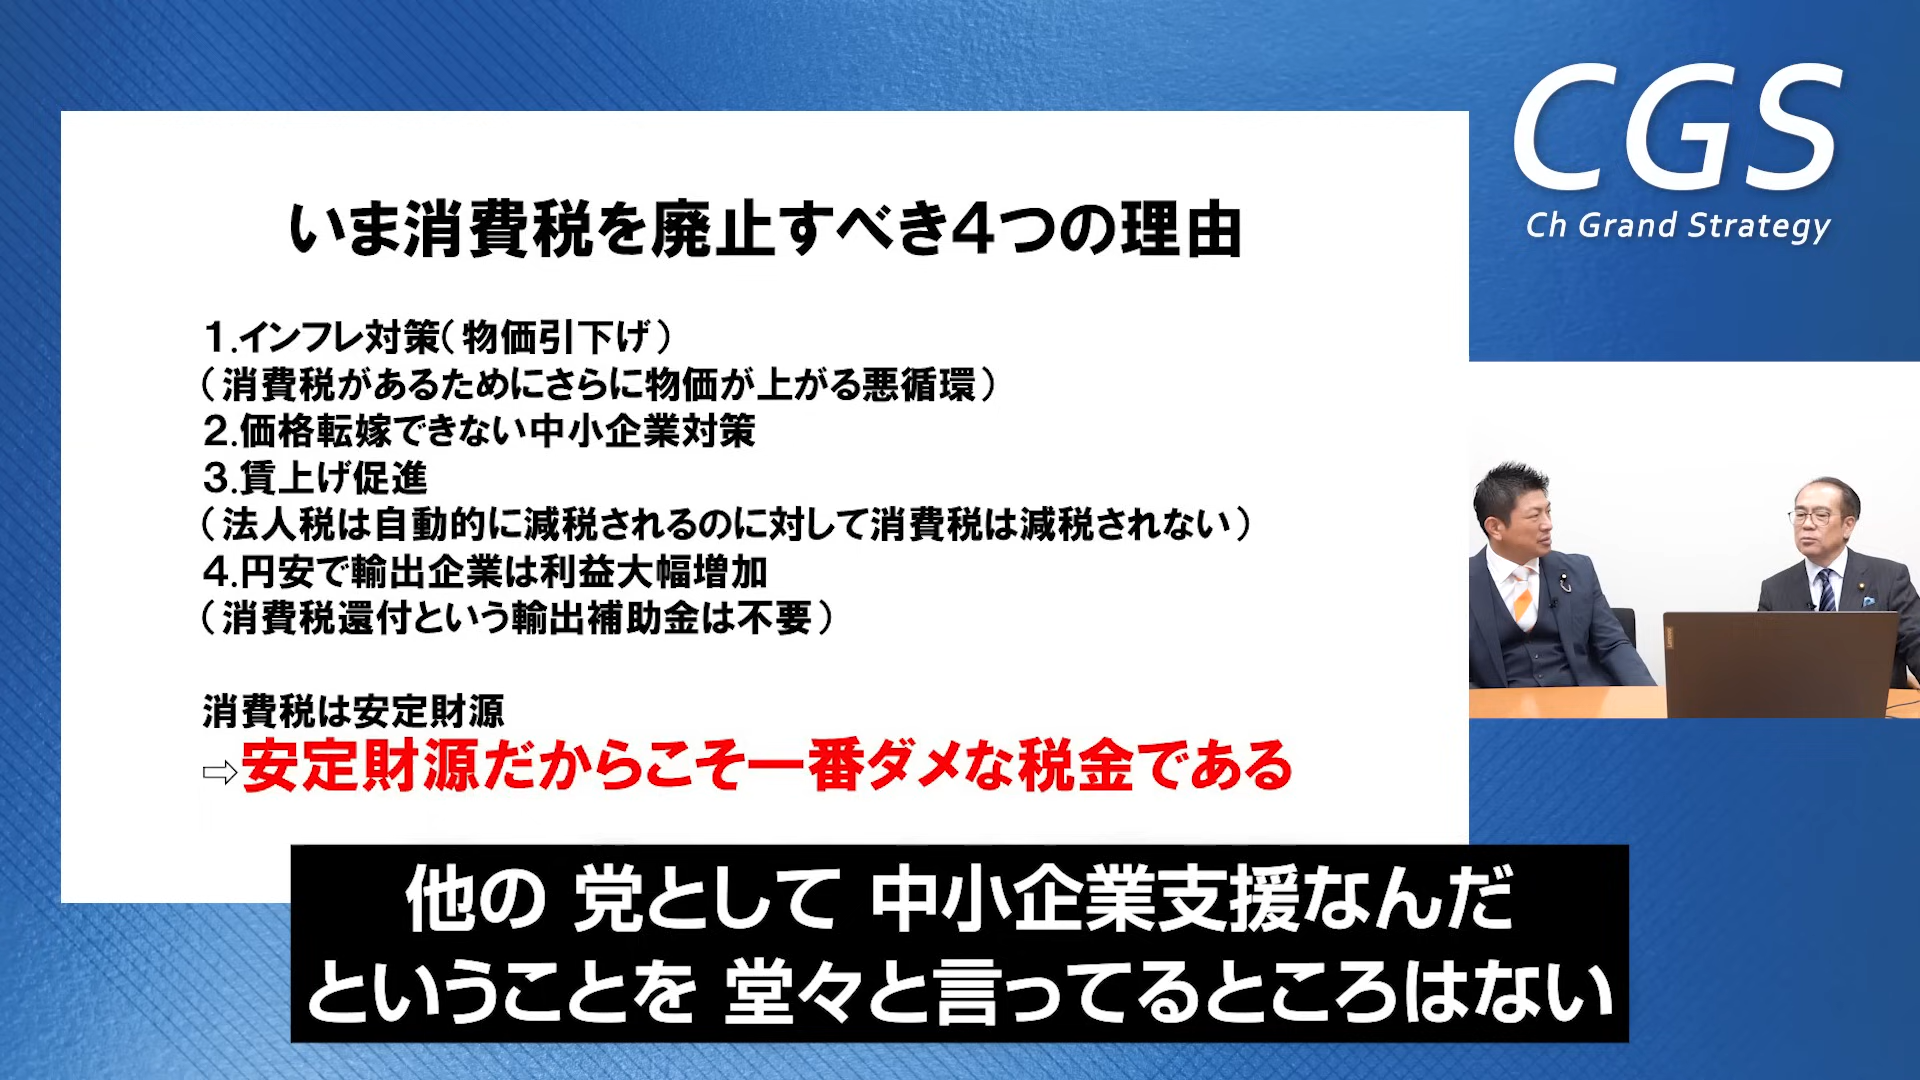 CGS
Ch Grand Strategy
いま消費税を廃止すべき4つの理由
1.インフレ対策(物価引下げ)
(消費税があるためにさらに物価が上がる悪循環)
2.価格転嫁できない中小企業対策
3.賃上げ促進
(法人税は自動的に減税されるのに対して消費税は減税されない)
4.円安で輸出企業は利益大幅増加
(消費税還付という輸出補助金は不要)
消費税は安定財源
⇨安定財源だからこそ一番ダメな税金である
Lenovo
他の 党として 中小企業支援なんだ
ということを 堂々と言ってるところはない